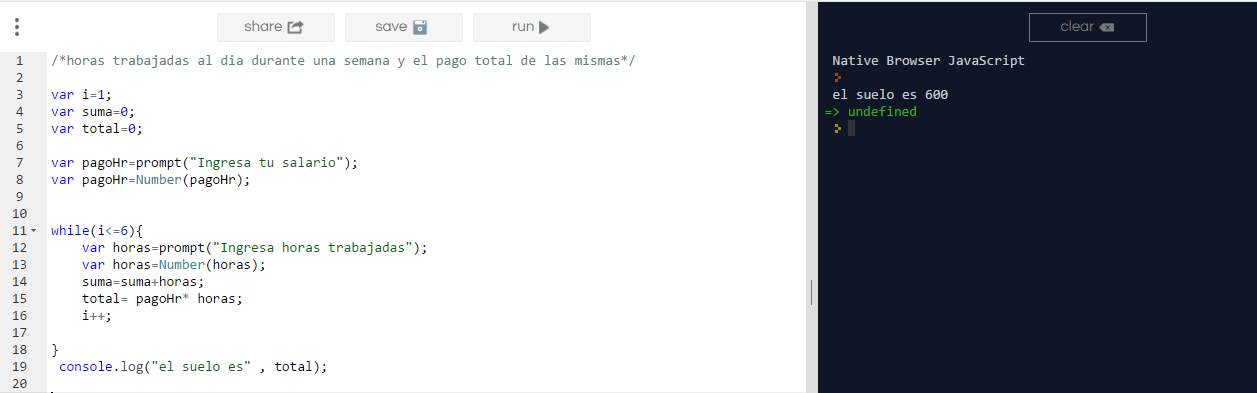 share save run
clear
1 /*horas trabajadas al dia durante una semana y el pago total de las mismas*/
2
3 var i=1;
4 var suma=0;
5 var total=0;
6
7 var pagoHr=prompt("Ingresa tu salario");
8 var pagoHr=Number(pagoHr);
9
10
11 while(i<=6){
12 var horas=prompt("Ingresa horas trabajadas");
13 var horas=Number(horas);
14 suma=suma+horas;
15 total= pagoHr* horas;
16 i++;
17
18 }
19 console.log("el suelo es" , total);
20
Native Browser JavaScript
>
el suelo es 600
=> undefined
>